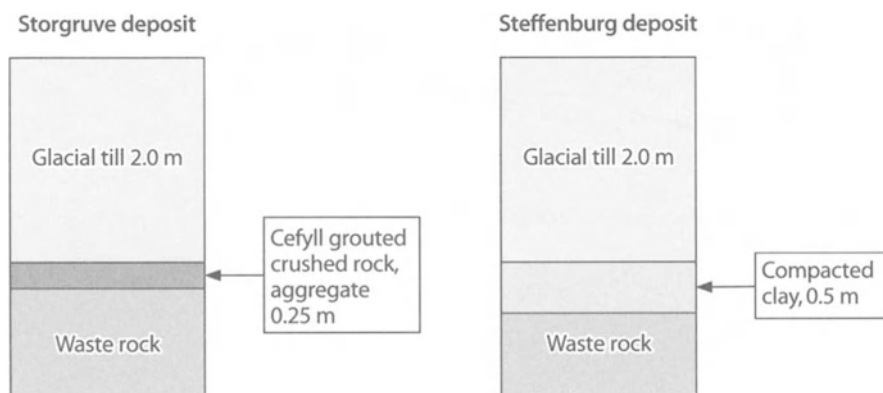 Storgruve deposit
Glacial till 2.0 m
Cefyll grouted
crushed rock,
aggregate
0.25 m
Waste rock
Steffenburg deposit
Glacial till 2.0 m
Compacted
clay, 0.5 m
Waste rock